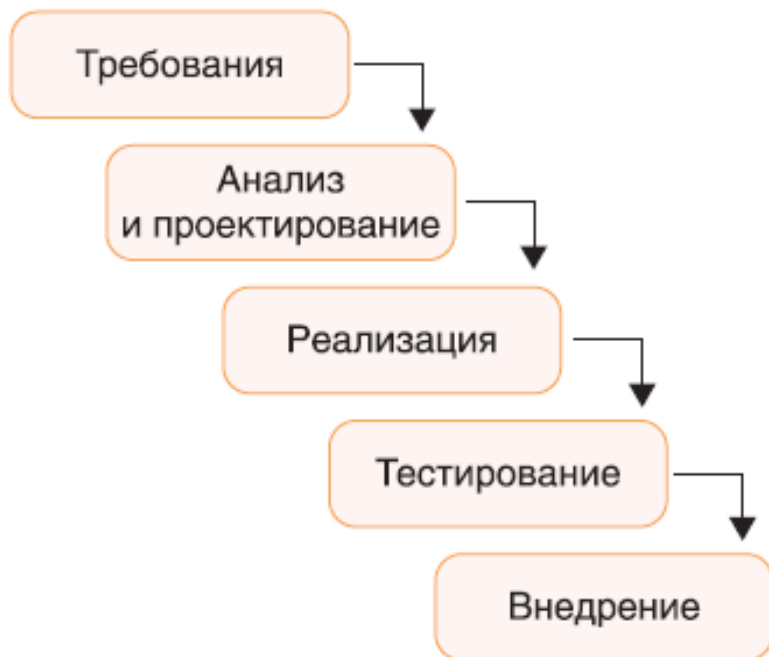 Требования
Анализ
и проектирование
Реализация
Тестирование
Внедрение